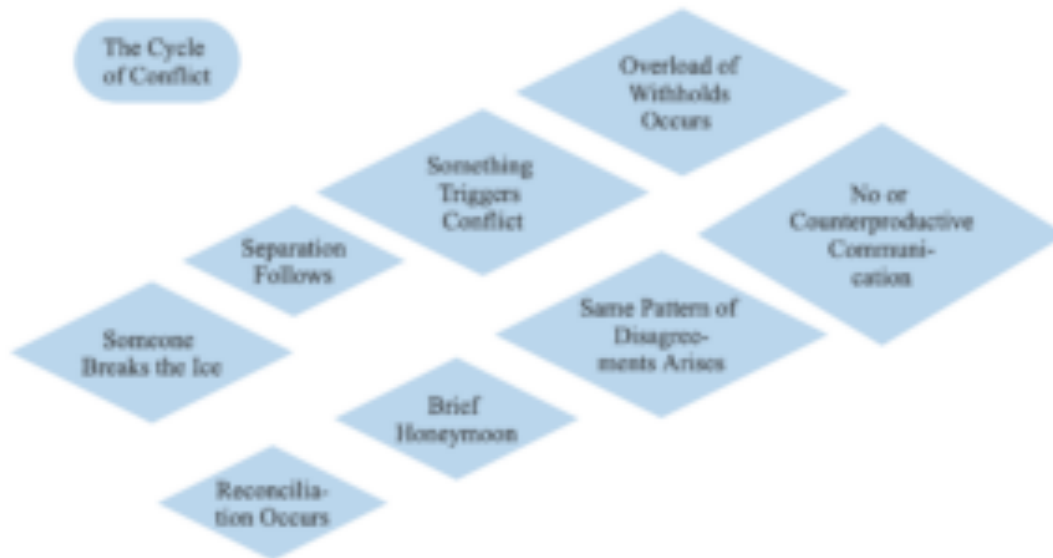 The Cycle
of Conflict
Overload of
Withholds
Occurs
Something
Triggers
Conflict
No or
Counterproductive
Communi-
cation
Separation
Follows
Same Pattern of
Disagree-
ments Arises
Someone
Breaks the Ice
Brief
Honeymoon
Reconcilia-
tion Occurs